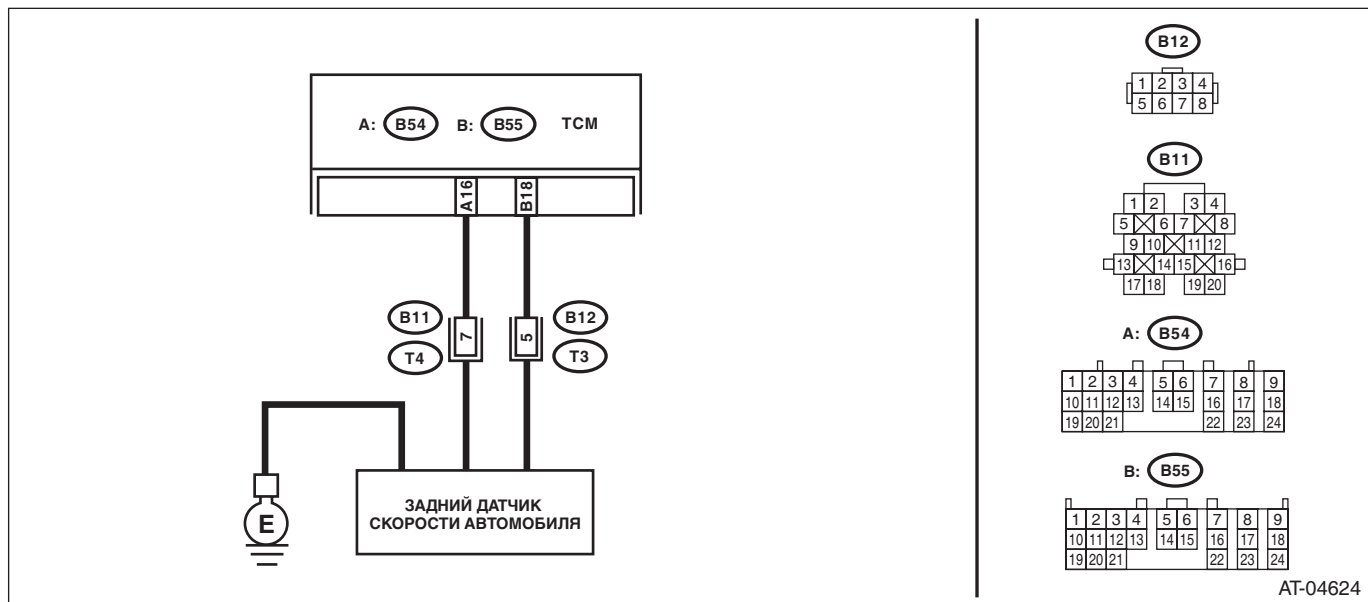 A: B54 B: B55 TCM
A16
B18
B11
7
T4
B12
5
T3
E
ЗАДНИЙ ДАТЧИК
СКОРОСТИ АВТОМОБИЛЯ
B12
1 2 3 4
5 6 7 8
B11
1 2 3 4
5 6 7 8
9 10 11 12
13 14 15 16
17 18 19 20
A: B54
1 2 3 4 5 6 7 8 9
10 11 12 13 14 15 16 17 18
19 20 21 22 23 24
B: B55
1 2 3 4 5 6 7 8 9
10 11 12 13 14 15 16 17 18
19 20 21 22 23 24
AT-04624